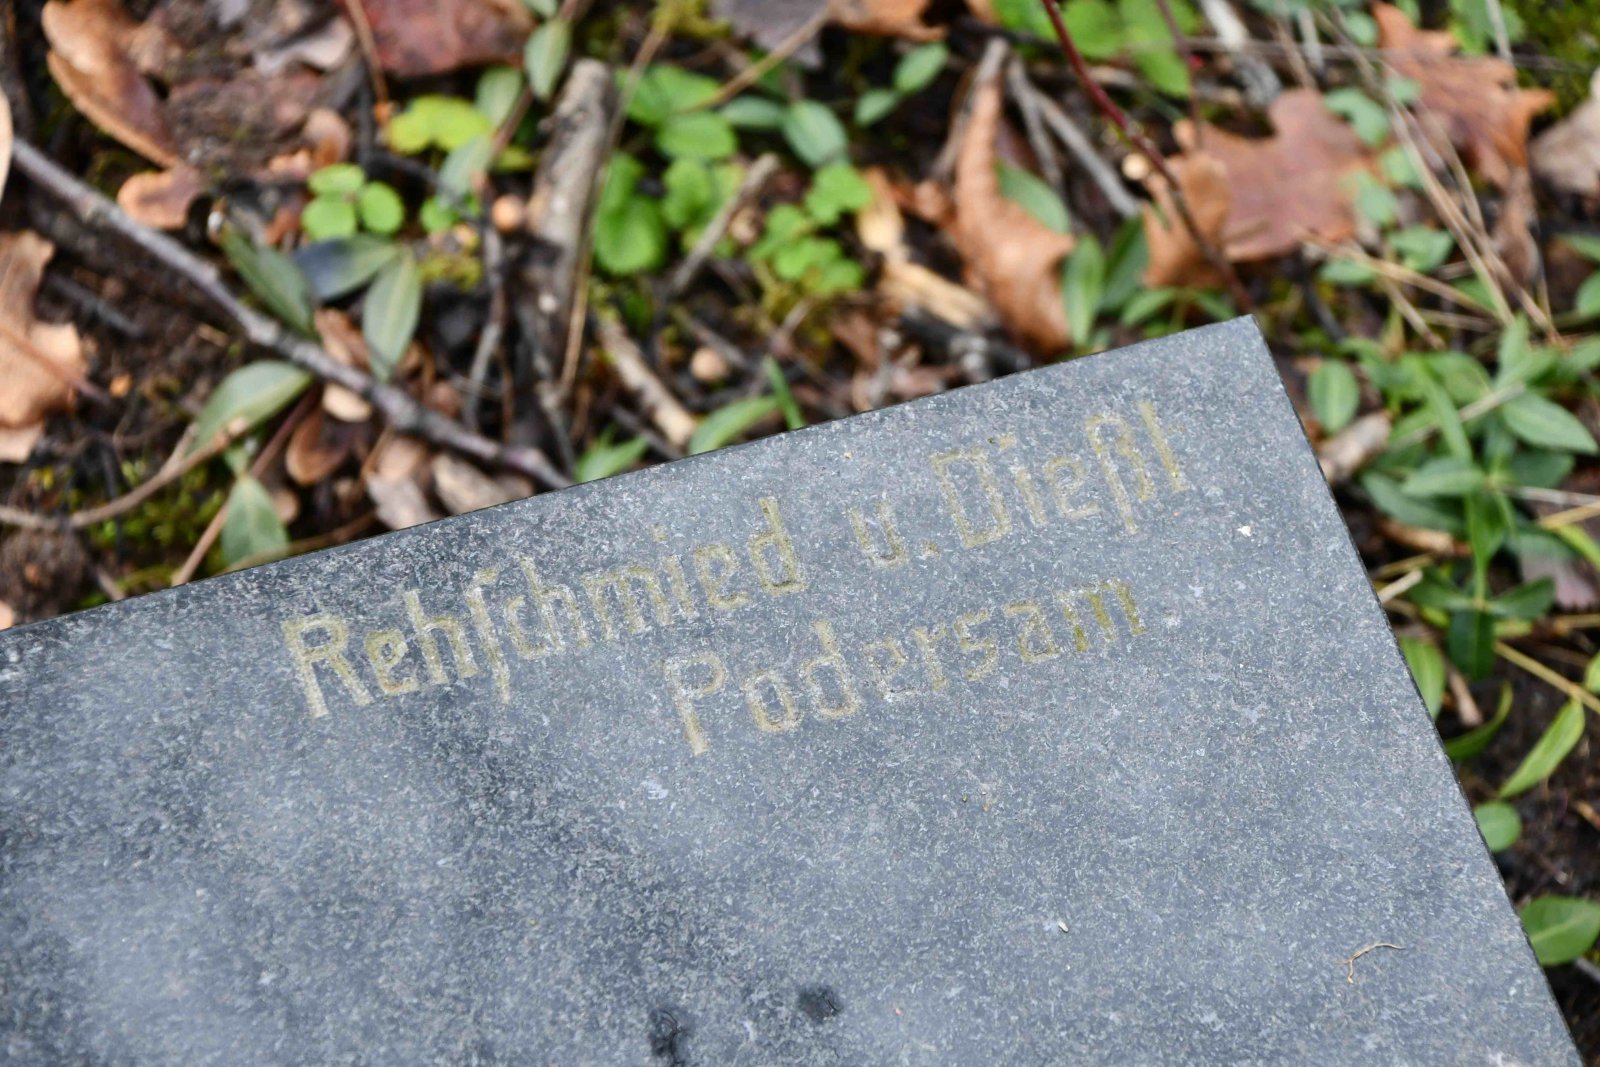 Rehſchmied u. Dießl
Podersam